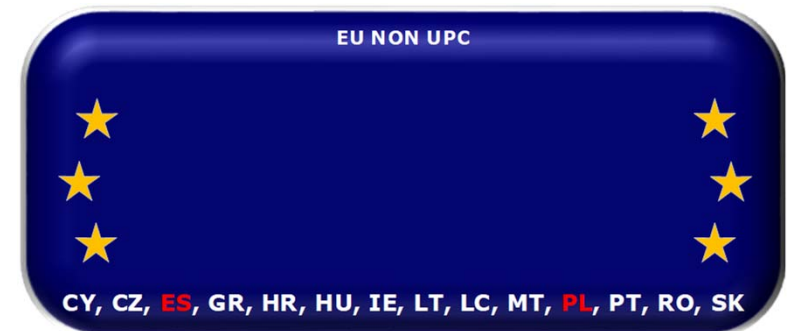 EU NON UPC
CY, CZ, ES, GR, HR, HU, IE, LT, LC, MT, PL, PT, RO, SK